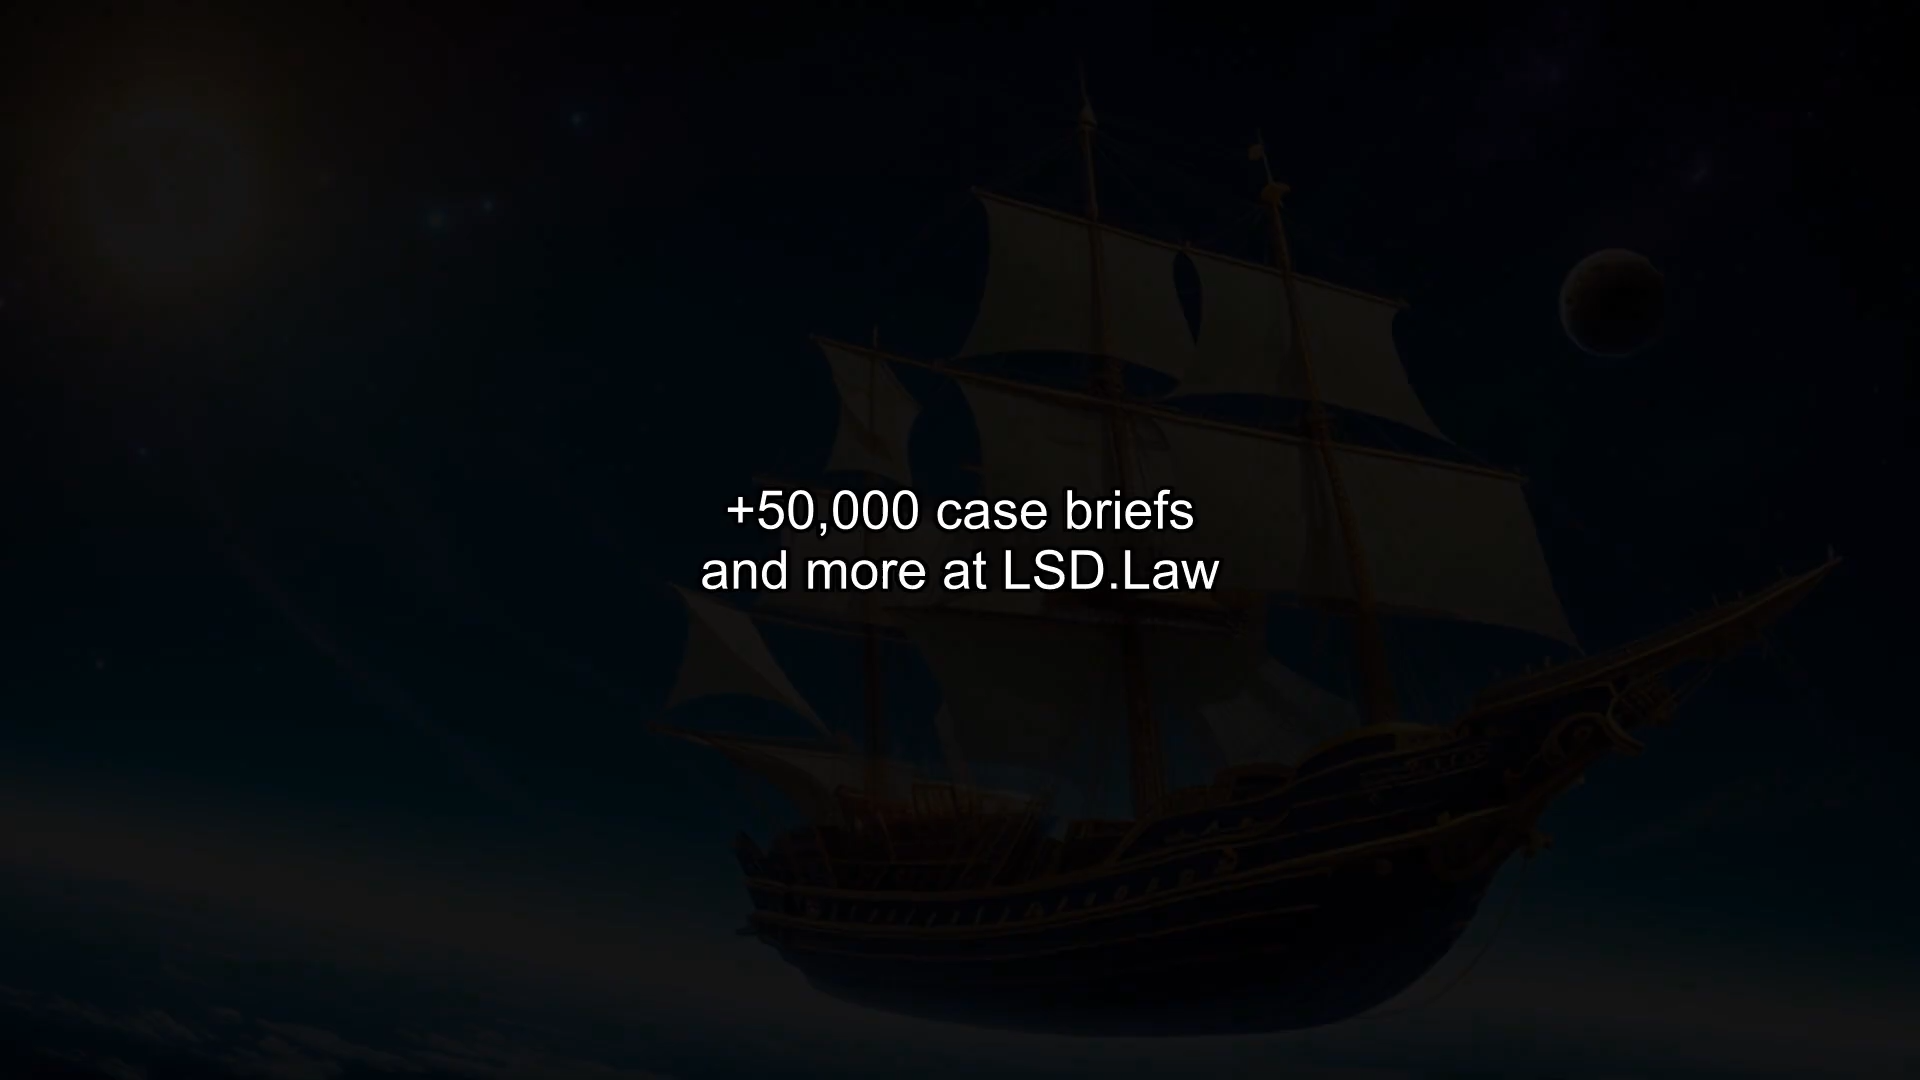 +50,000 case briefs
and more at LSD.Law